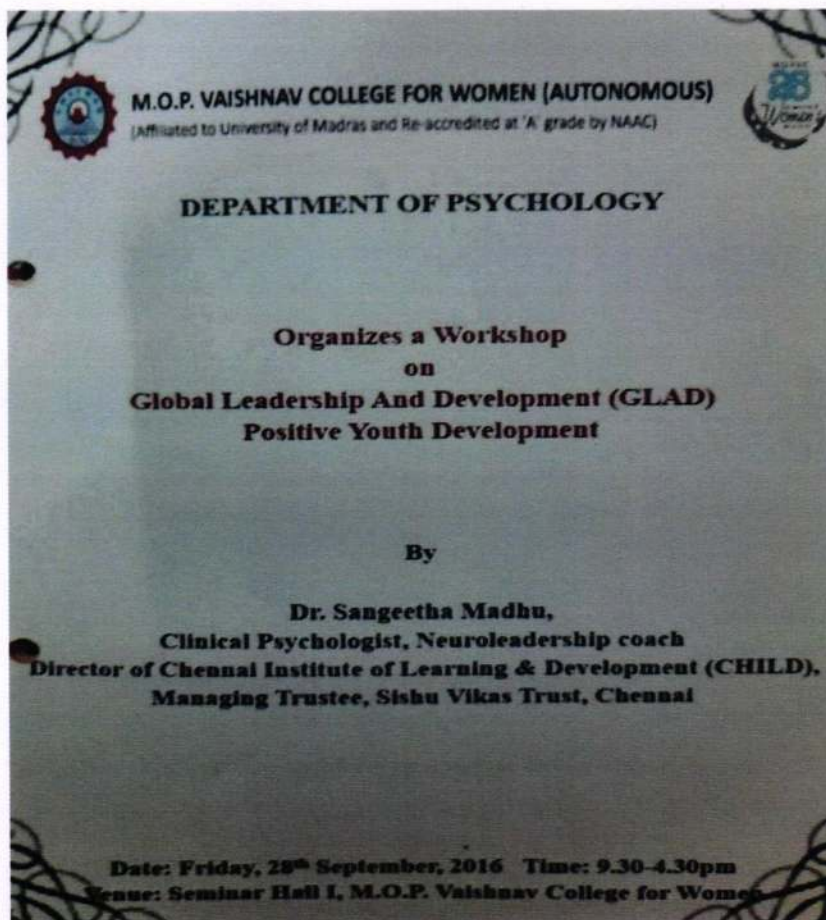 M.O.P. VAISHNAV COLLEGE FOR WOMEN (AUTONOMOUS)
(Affiliated to University of Madras and Re-accredited at 'A' grade by NAAC)
28
Women's
DEPARTMENT OF PSYCHOLOGY
Organizes a Workshop
on
Global Leadership And Development (GLAD)
Positive Youth Development
By
Dr. Sangeetha Madhu,
Clinical Psychologist, Neuroleadership coach
Director of Chennai Institute of Learning & Development (CHILD),
Managing Trustee, Sishu Vikas Trust, Chennai
Date: Friday, 28th September, 2016 Time: 9.30-4.30pm
Venue: Seminar Hall I, M.O.P. Vaishnav College for Women